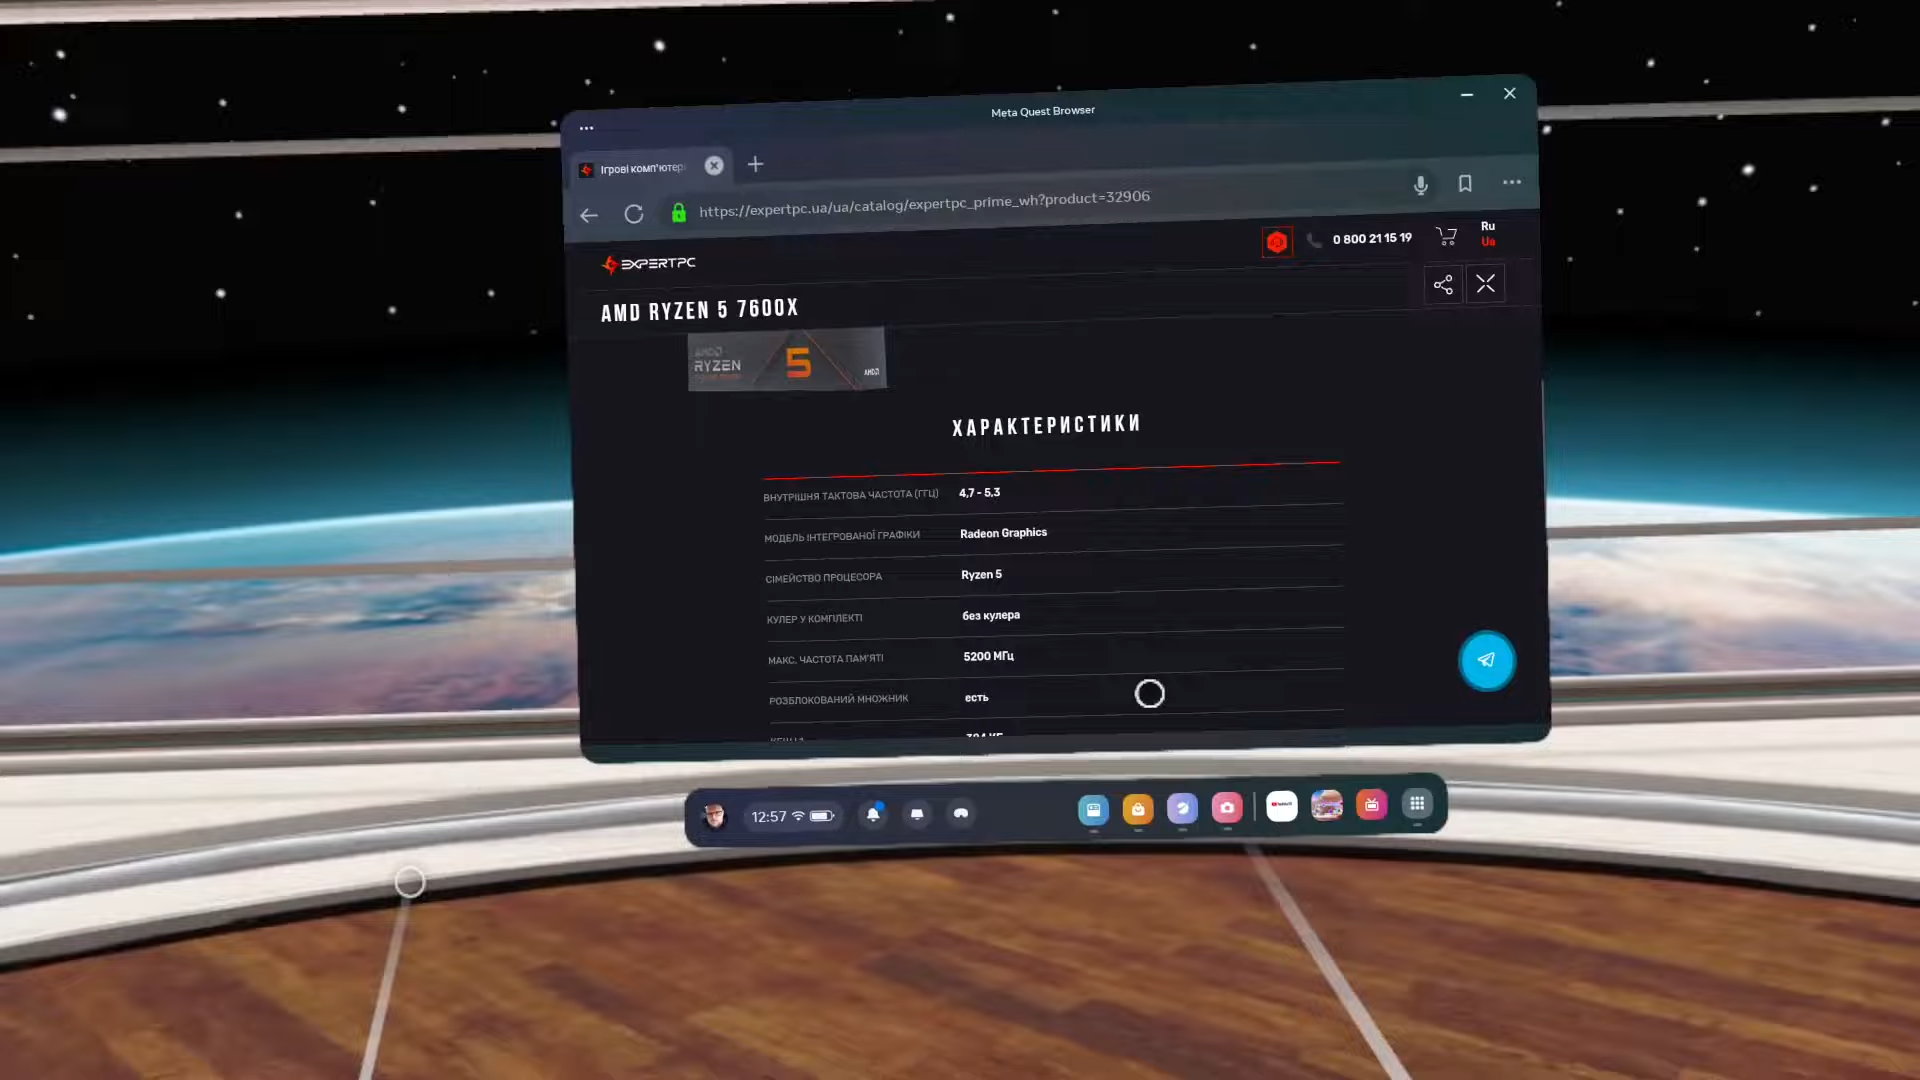 Meta Quest Browser
Ігрові комп'ютер
https://expertpc.ua/ua/catalog/expertpc_prime_wh?product=32906
EXPERTPC
0 800 21 15 19
Ru
Ua
AMD RYZEN 5 7600X
AMD
RYZEN
5
AMD
ХАРАКТЕРИСТИКИ
ВНУТРІШНЯ ТАКТОВА ЧАСТОТА (ГГЦ) 4,7 - 5,3
МОДЕЛЬ ІНТЕГРОВАНОЇ ГРАФІКИ Radeon Graphics
СІМЕЙСТВО ПРОЦЕСОРА Ryzen 5
КУЛЕР У КОМПЛЕКТІ без кулера
МАКС. ЧАСТОТА ПАМ'ЯТІ 5200 МГц
РОЗБЛОКОВАНИЙ МНОЖНИК есть
12:57